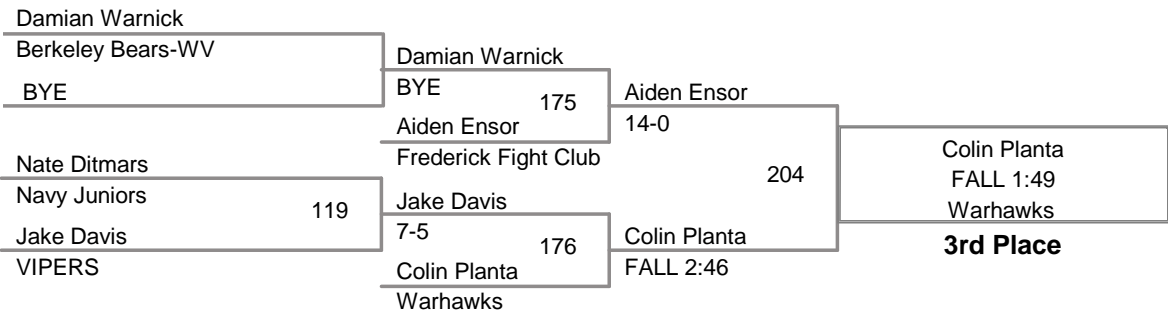 Damian Warnick
Berkeley Bears-WV
BYE
Nate Ditmars
Navy Juniors
119
Jake Davis
VIPERS
Damian Warnick
BYE
175
Aiden Ensor
Frederick Fight Club
Jake Davis
7-5
176
Colin Planta
Warhawks
Aiden Ensor
14-0
204
Colin Planta
FALL 2:46
Colin Planta
FALL 1:49
Warhawks
3rd Place